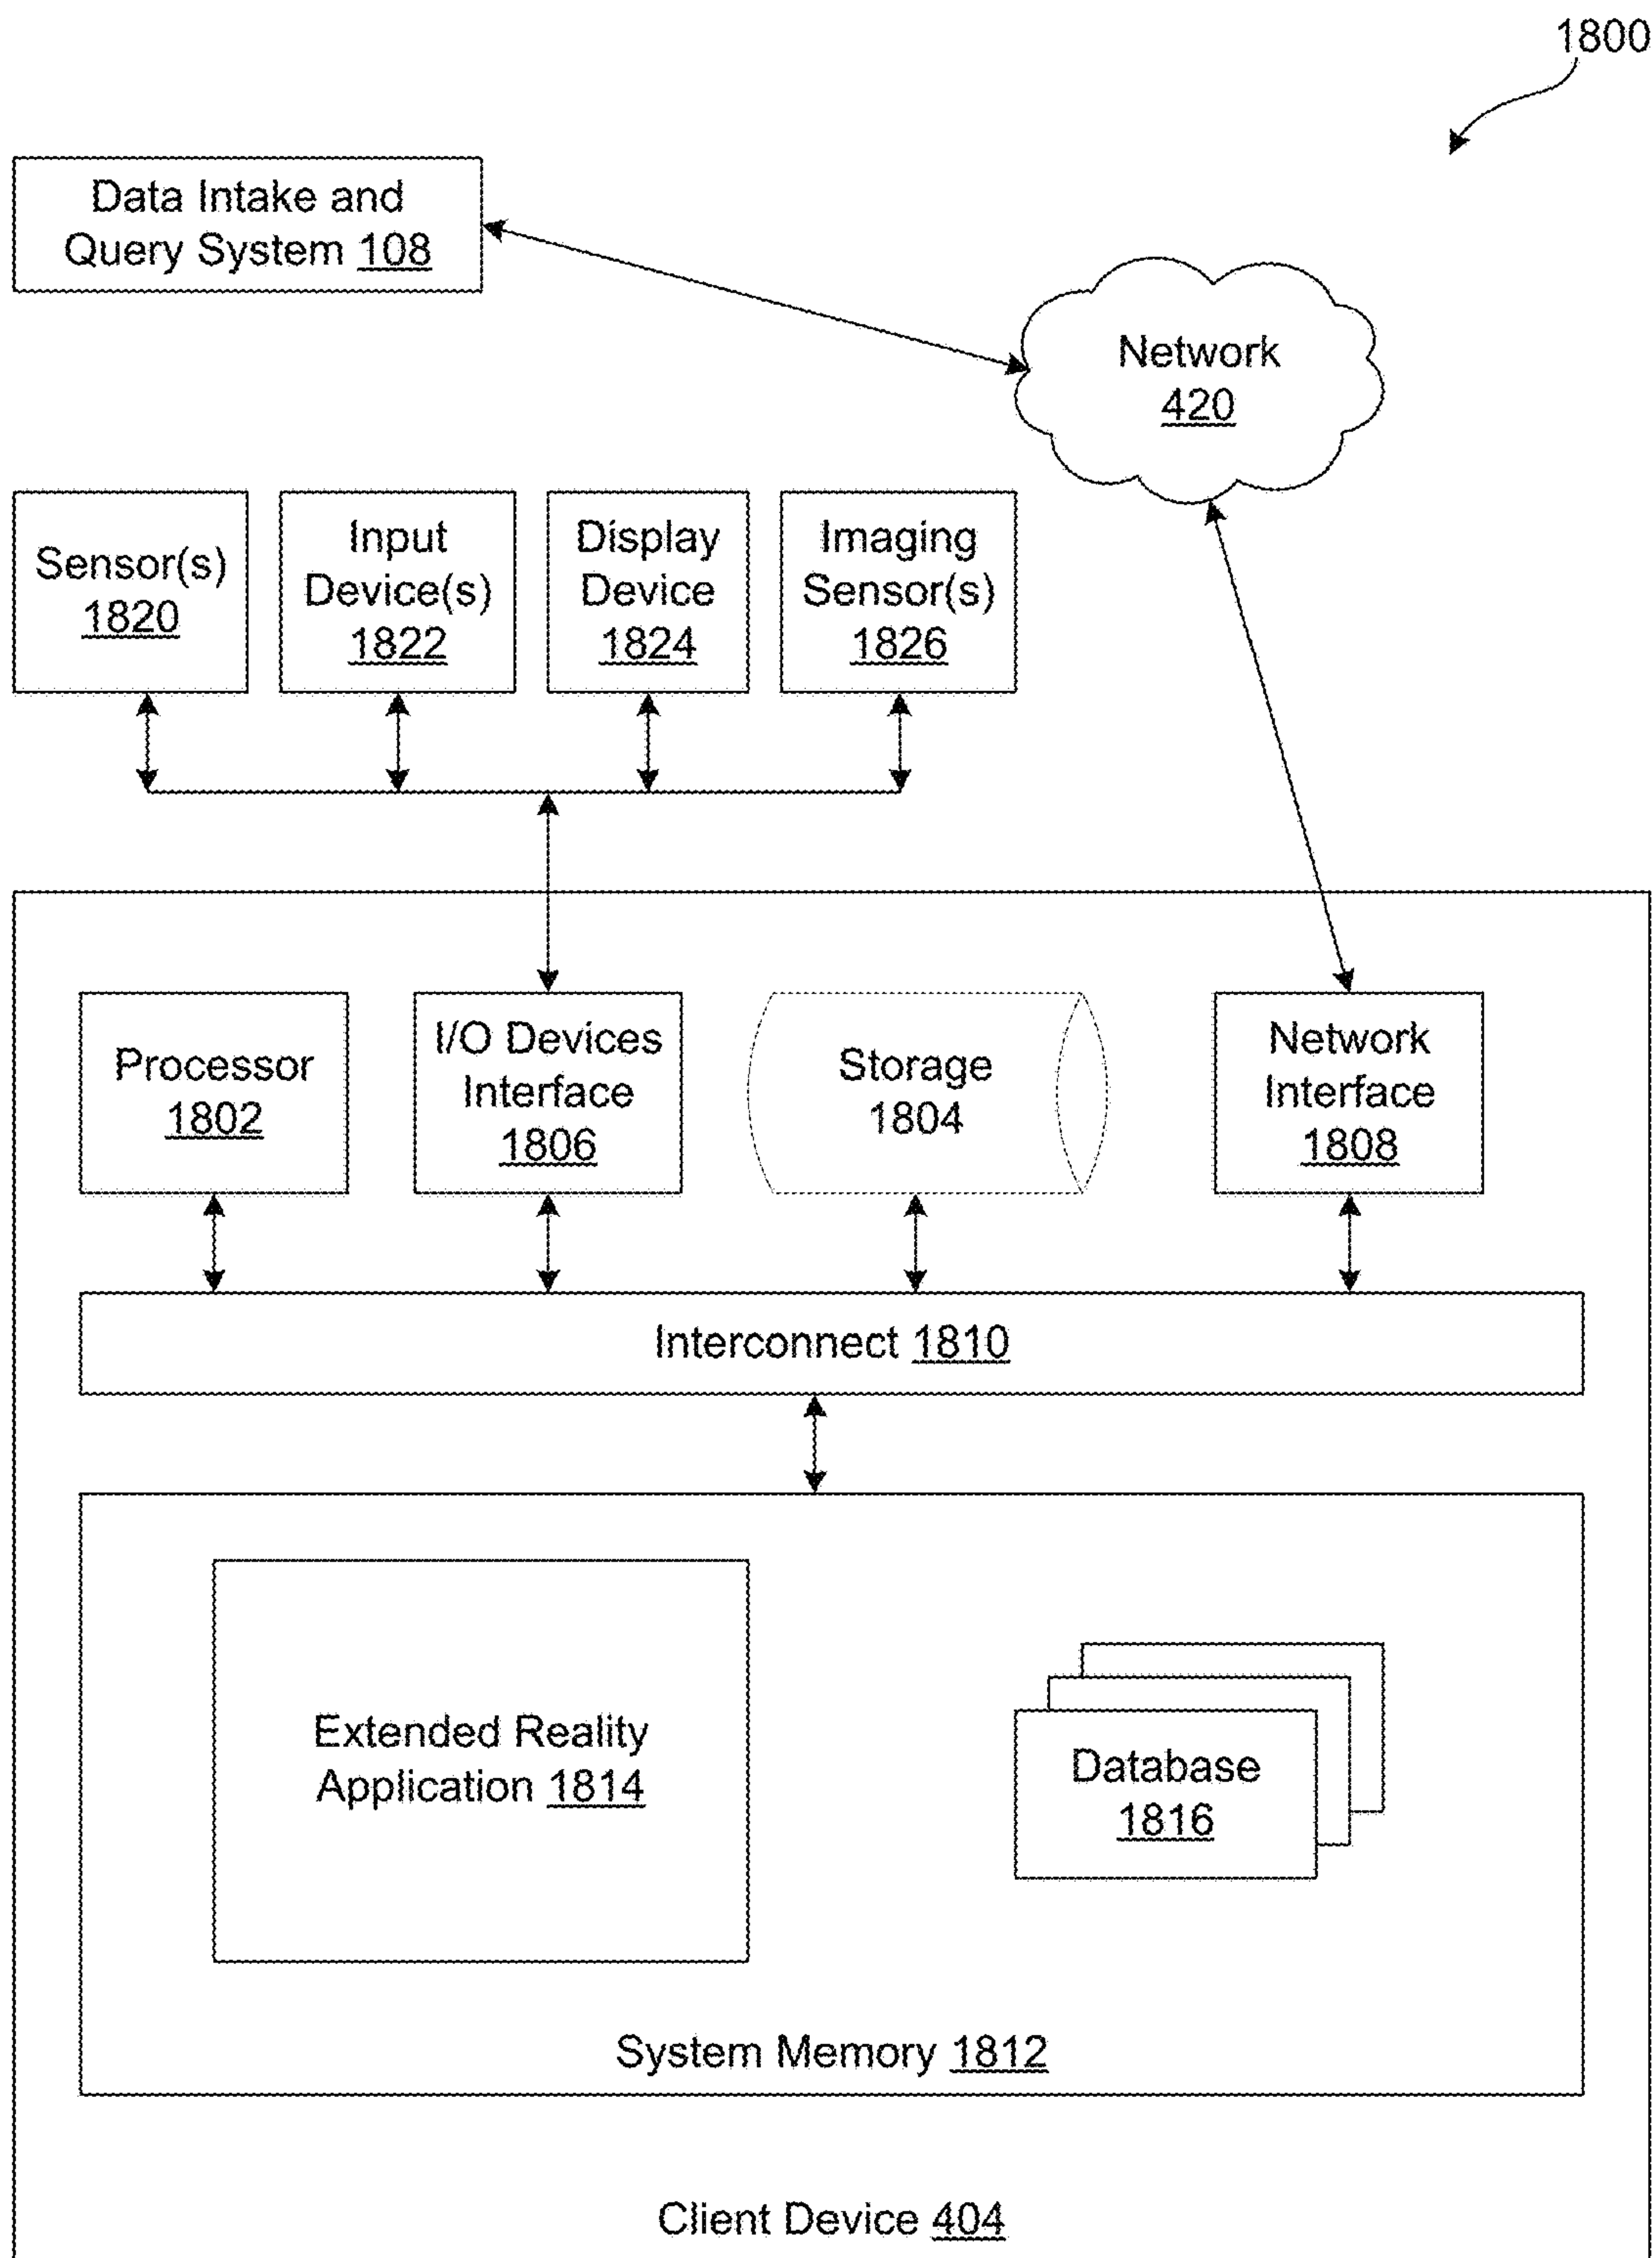 1800
Data Intake and
Query System 108
Network
420
Sensor(s)
1820
Input
Device(s)
1822
Display
Device
1824
Imaging
Sensor(s)
1826
Processor
1802
I/O Devices
Interface
1806
Storage
1804
Network
Interface
1808
Interconnect 1810
Extended Reality
Application 1814
Database
1816
System Memory 1812
Client Device 404